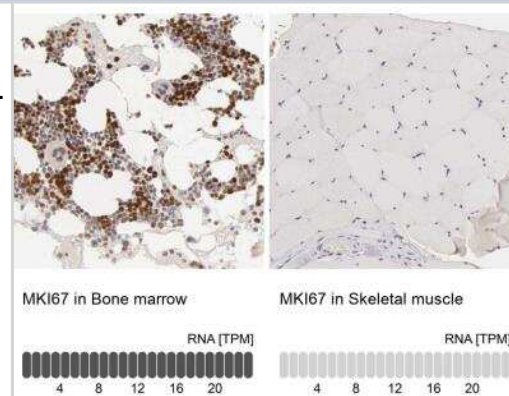 MKI67 in Bone marrow
RNA [TPM]
4 8 12 16 20
MKI67 in Skeletal muscle
RNA [TPM]
4 8 12 16 20